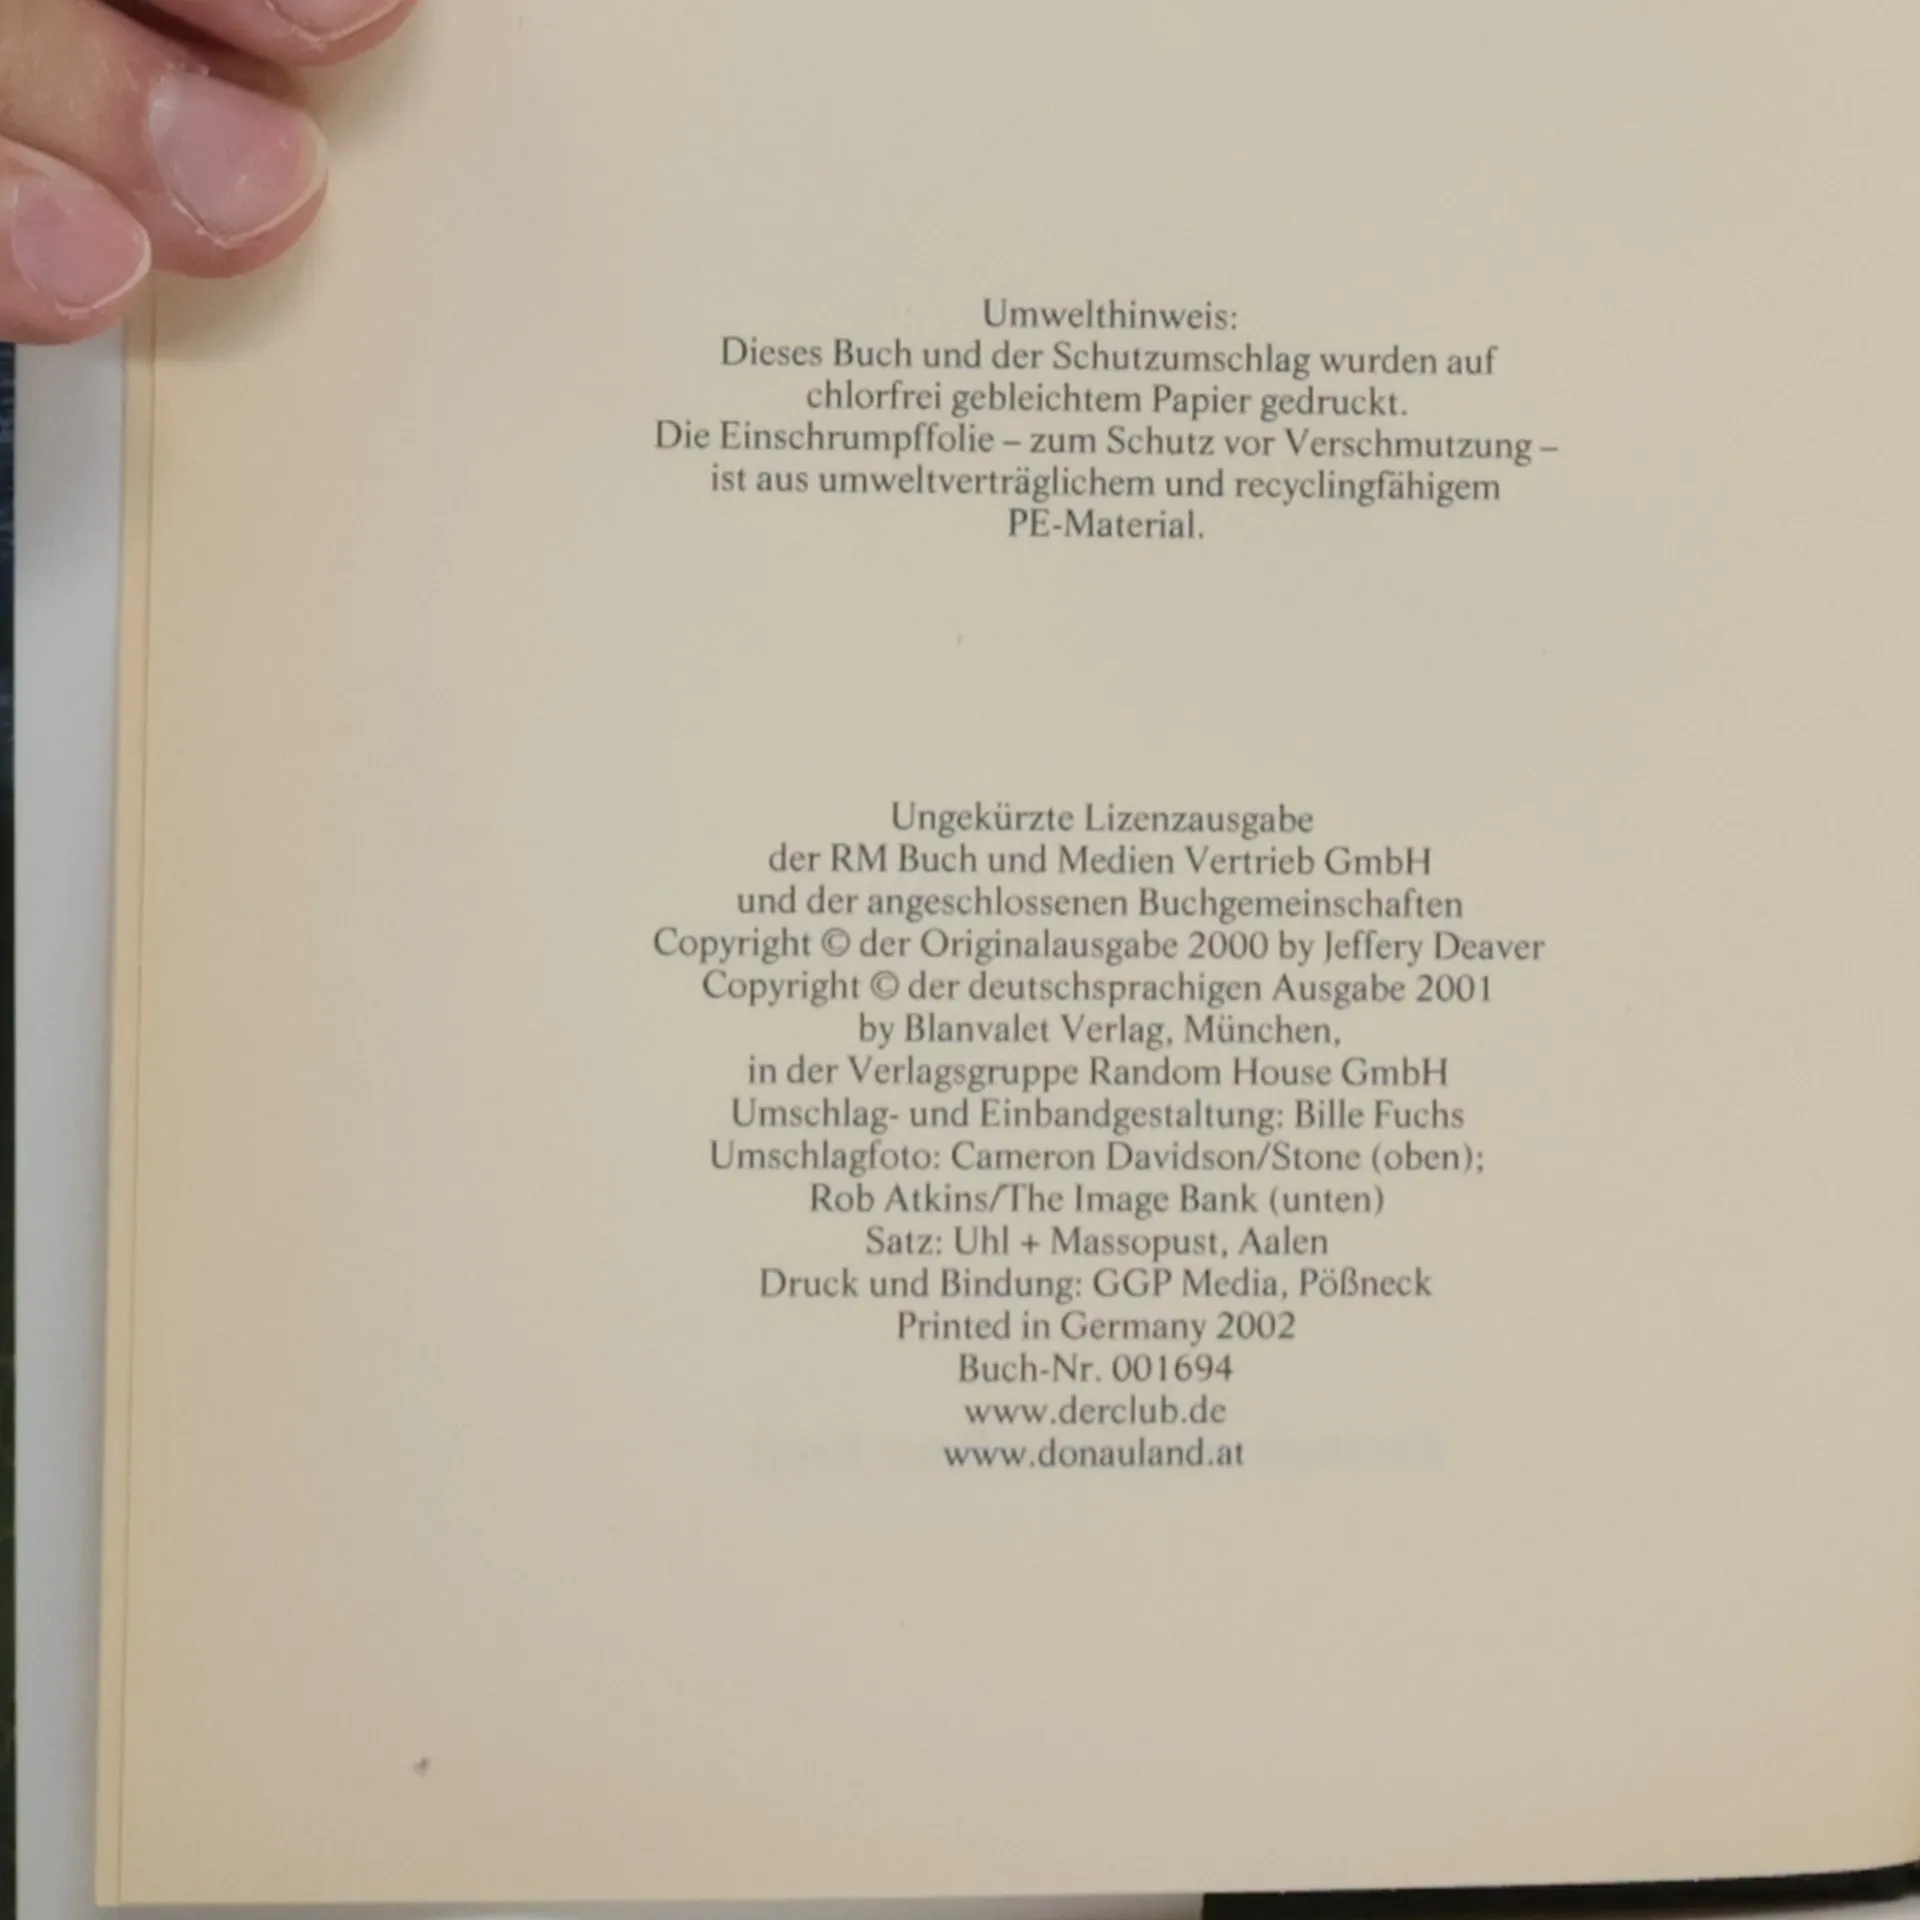 Umwelthinweis:
Dieses Buch und der Schutzumschlag wurden auf
chlorfrei gebleichtem Papier gedruckt.
Die Einschrumpffolie – zum Schutz vor Verschmutzung –
ist aus umweltverträglichem und recyclingfähigem
PE-Material.
Ungekürzte Lizenzausgabe
der RM Buch und Medien Vertrieb GmbH
und der angeschlossenen Buchgemeinschaften
Copyright © der Originalausgabe 2000 by Jeffery Deaver
Copyright © der deutschsprachigen Ausgabe 2001
by Blanvalet Verlag, München,
in der Verlagsgruppe Random House GmbH
Umschlag- und Einbandgestaltung: Bille Fuchs
Umschlagfoto: Cameron Davidson/Stone (oben);
Rob Atkins/The Image Bank (unten)
Satz: Uhl + Massopust, Aalen
Druck und Bindung: GGP Media, Pößneck
Printed in Germany 2002
Buch-Nr. 001694
www.derclub.de
www.donauland.at